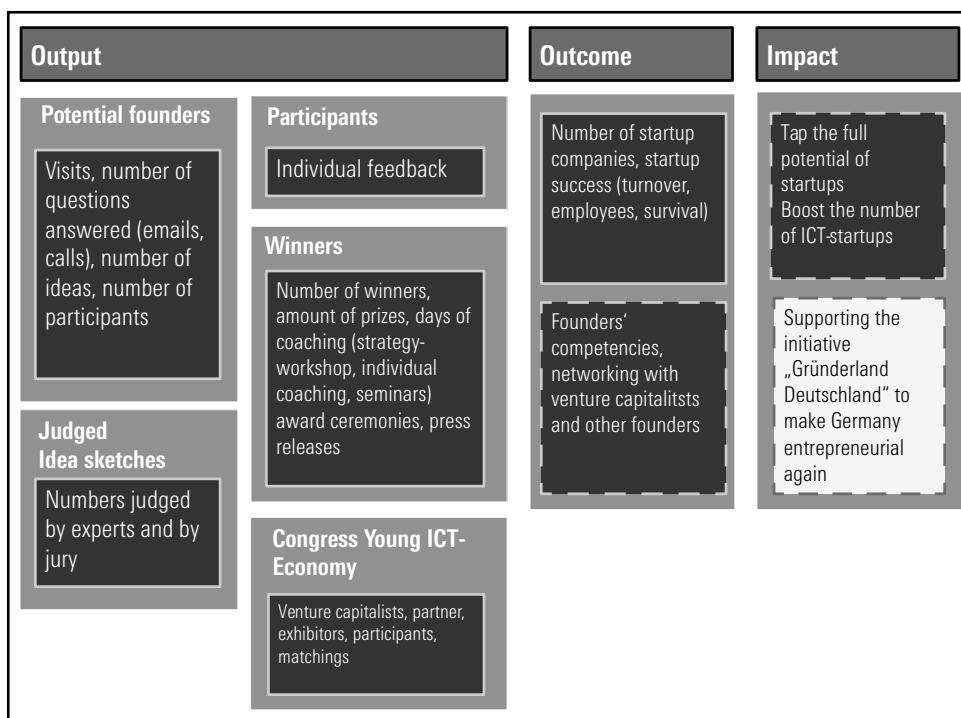 Output
Potential founders
Visits, number of
questions
answered (emails,
calls), number of
ideas, number of
participants
Judged
Idea sketches
Numbers judged
by experts and by
jury
Participants
Individual feedback
Winners
Number of winners,
amount of prizes, days of
coaching (strategy-
workshop, individual
coaching, seminars)
award ceremonies, press
releases
Congress Young ICT-
Economy
Venture capitalists, partner,
exhibitors, participants,
matchings
Outcome
Number of startup
companies, startup
success (turnover,
employees, survival)
Founders‘
competencies,
networking with
venture capitalitsts
and other founders
Impact
Tap the full
potential of
startups
Boost the number
of ICT-startups
Supporting the
initiative
„Gründerland
Deutschland“ to
make Germany
entrepreneurial
again